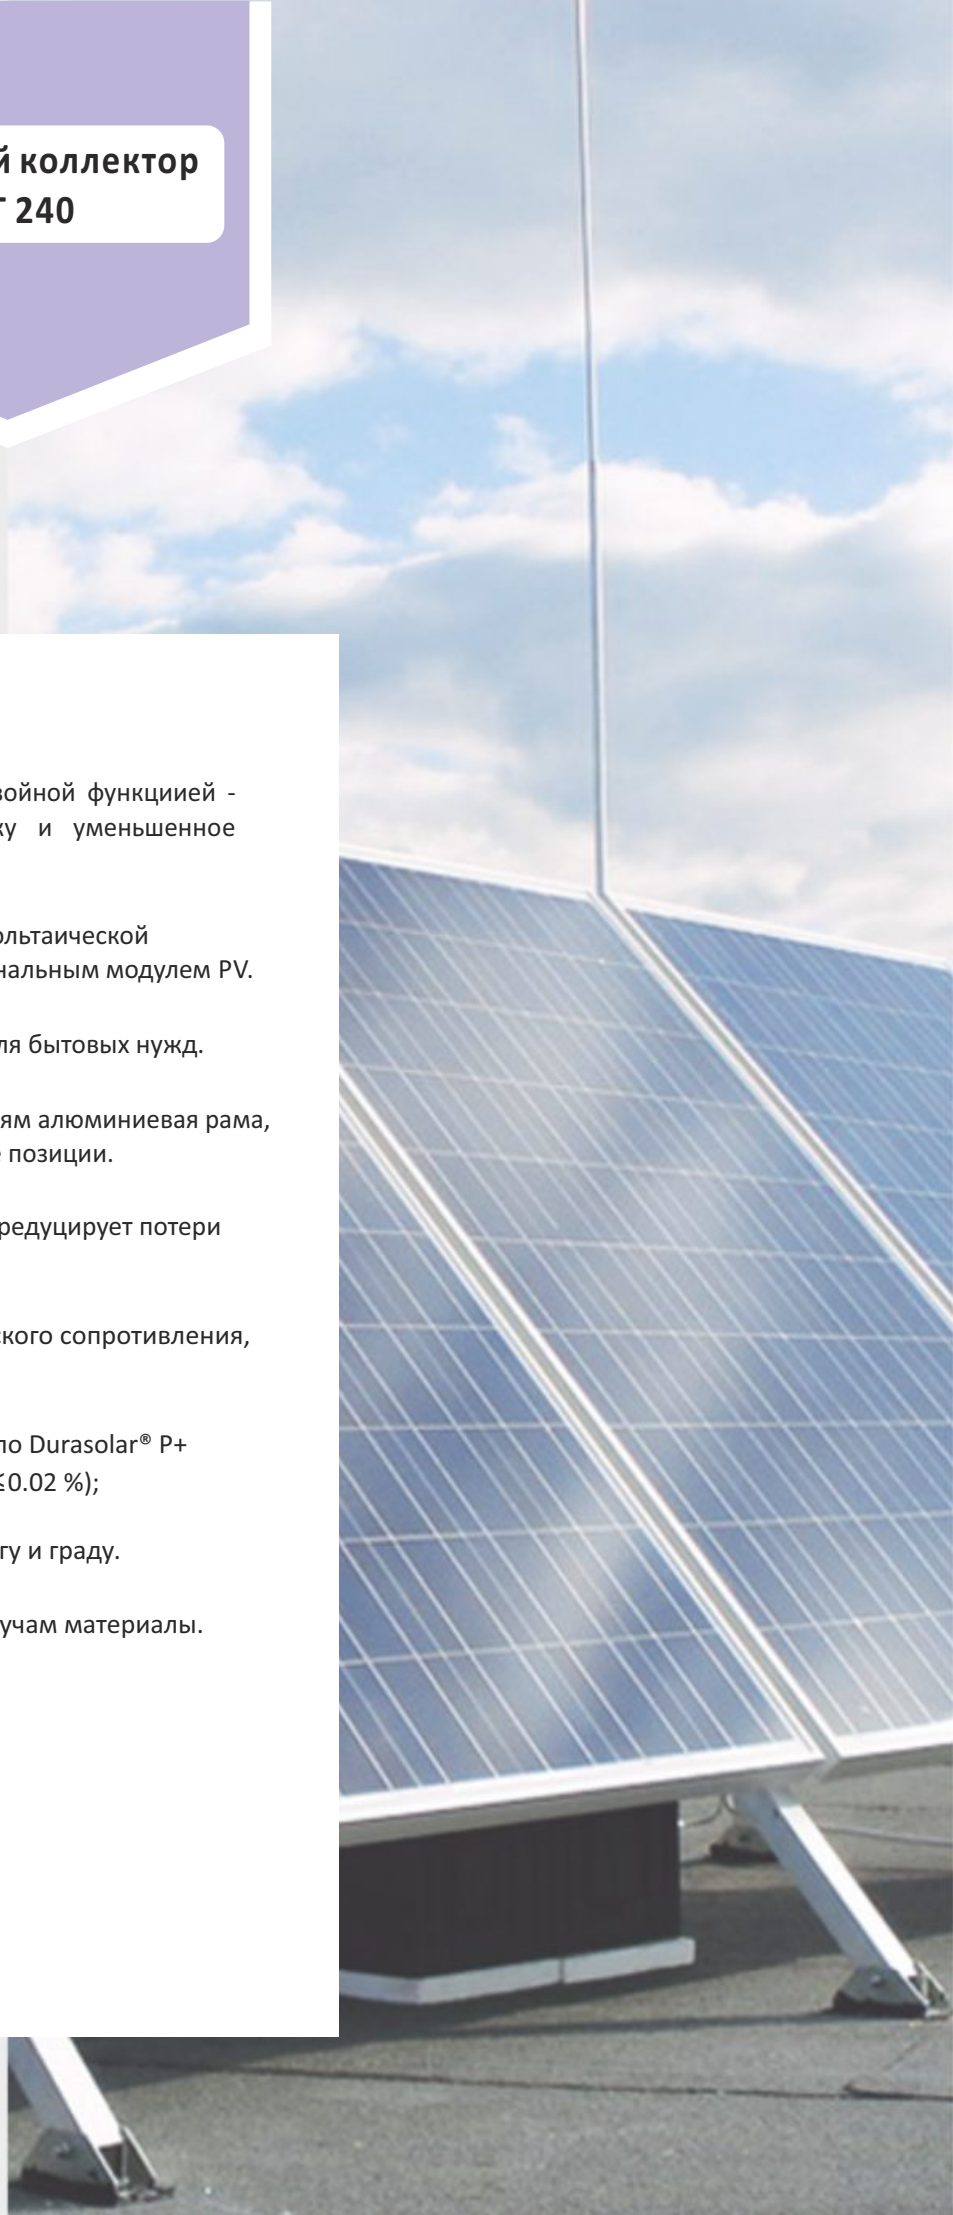 й коллектор
240
войной функциией -
ку и уменьшенное
ольтаической
нальным модулем PV.
ля бытовых нужд.
ям алюминиевая рама,
е позиции.
редуцирует потери
ского сопротивления,
ло Durasolar® P+
≤0.02 %);
гу и граду.
учам материалы.